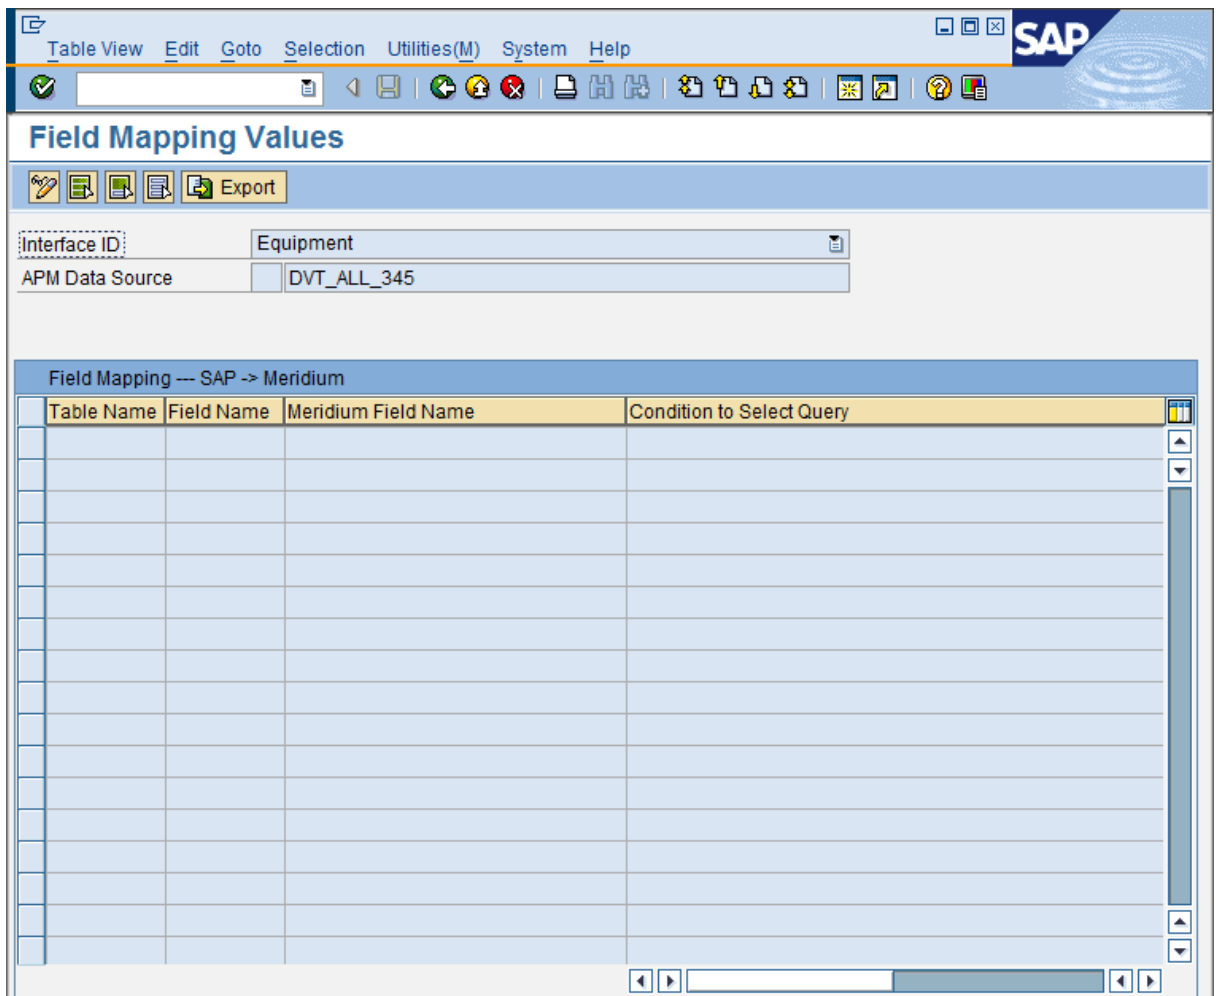 Table View Edit Goto Selection Utilities(M) System Help
SAP
Field Mapping Values
Export
Interface ID: Equipment
APM Data Source DVT_ALL_345
Field Mapping --- SAP -> Meridium
Table Name Field Name Meridium Field Name Condition to Select Query